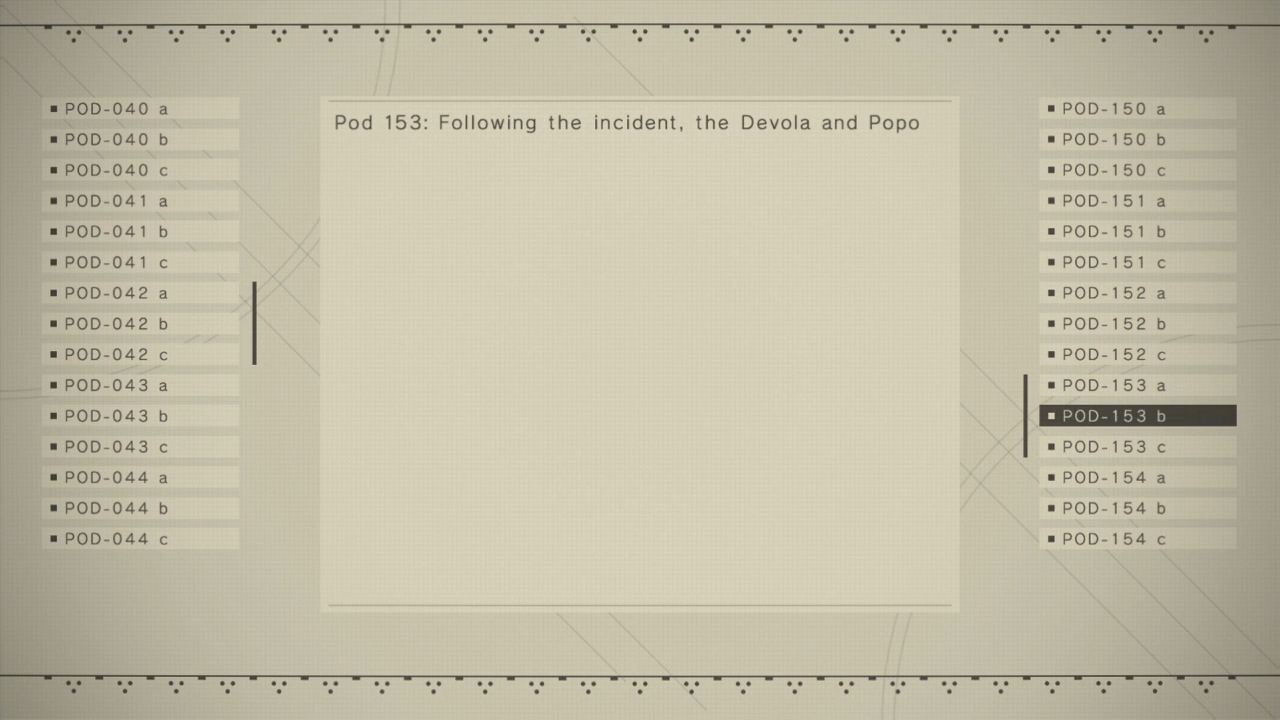 POD-040 a
POD-040 b
POD-040 c
POD-041 a
POD-041 b
POD-041 c
POD-042 a
POD-042 b
POD-042 c
POD-043 a
POD-043 b
POD-043 c
POD-044 a
POD-044 b
POD-044 c
Pod 153: Following the incident, the Devola and Popo
POD-150 a
POD-150 b
POD-150 c
POD-151 a
POD-151 b
POD-151 c
POD-152 a
POD-152 b
POD-152 c
POD-153 a
POD-153 b
POD-153 c
POD-154 a
POD-154 b
POD-154 c